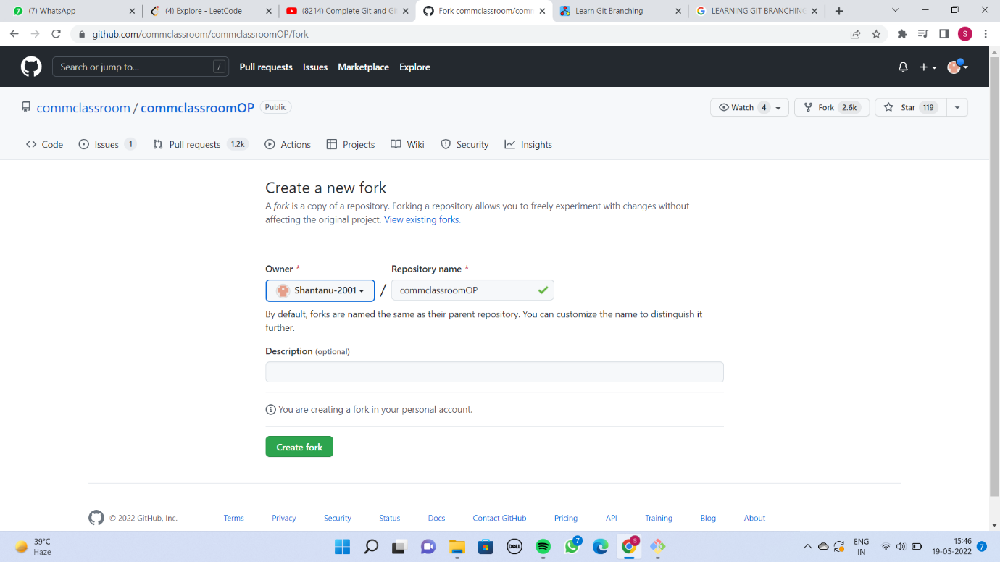 (7) WhatsApp
(4) Explore - LeetCode
(8214) Complete Git and Gi
Fork commclassroom/comm
Learn Git Branching
LEARNING GIT BRANCHING
github.com/commclassroom/commclassroomOP/fork
S
Search or jump to...
/
Pull requests
Issues
Marketplace
Explore
commclassroom / commclassroomOP
Public
Watch 4
Fork 2.6k
Star 119
Code
Issues 1
Pull requests 1.2k
Actions
Projects
Wiki
Security
Insights
Create a new fork
A fork is a copy of a repository. Forking a repository allows you to freely experiment with changes without
affecting the original project. View existing forks.
Owner *
Repository name *
Shantanu-2001
/
commclassroomOP
By default, forks are named the same as their parent repository. You can customize the name to distinguish it
further.
Description (optional)
You are creating a fork in your personal account.
Create fork
© 2022 GitHub, Inc.
Terms
Privacy
Security
Status
Docs
Contact GitHub
Pricing
API
Training
Blog
About
39°C
Haze
DELL
7
S
ENG
IN
15:46
19-05-2022
7